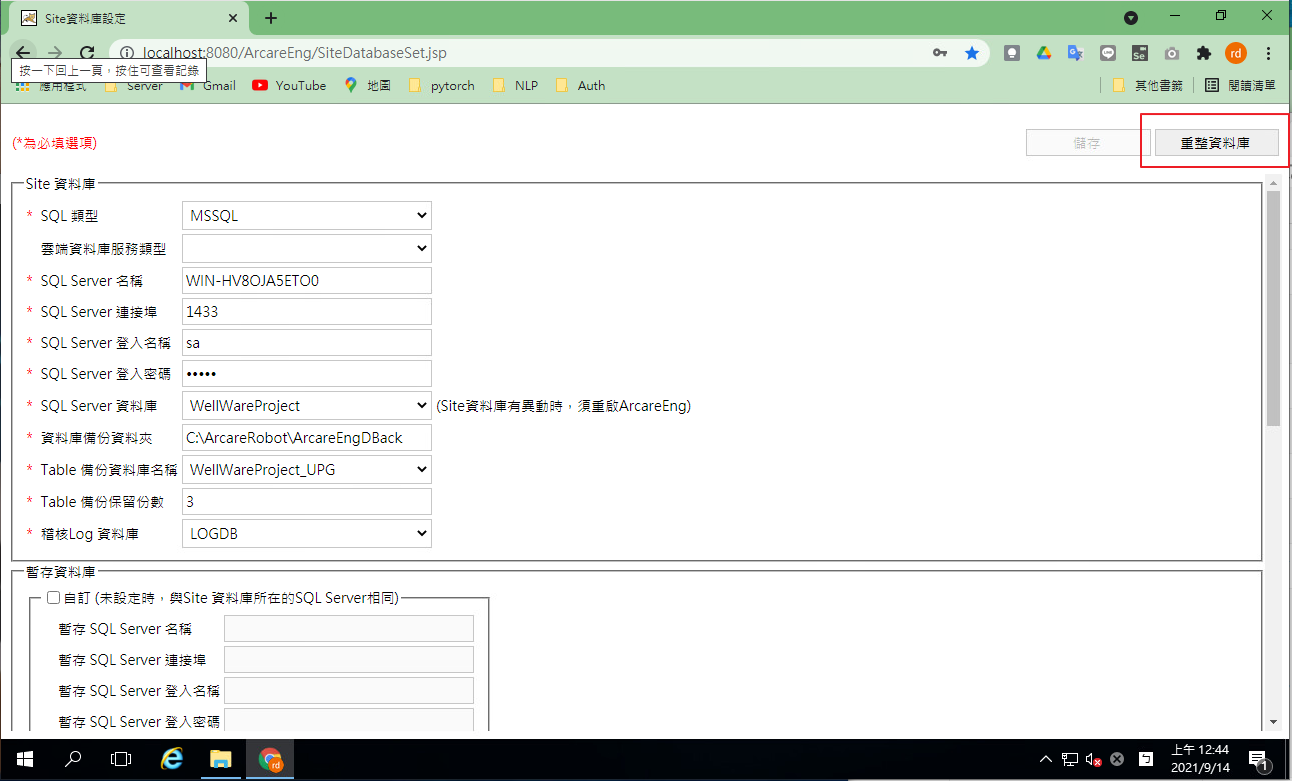 Site資料庫設定
localhost:8080/ArcareEng/SiteDatabaseSet.jsp
rd
按一下回上一頁，按住可查看記錄
應用程式 Server Gmail YouTube 地圖 pytorch NLP Auth 其他書籤 閱讀清單
(*為必填選項)
儲存 重整資料庫
Site 資料庫
* SQL 類型 MSSQL
雲端資料庫服務類型
* SQL Server 名稱 WIN-HV8OJA5ETO0
* SQL Server 連接埠 1433
* SQL Server 登入名稱 sa
* SQL Server 登入密碼 •••••
* SQL Server 資料庫 WellWareProject (Site資料庫有異動時，須重啟ArcareEng)
* 資料庫備份資料夾 C:\ArcareRobot\ArcareEngDBack
* Table 備份資料庫名稱 WellWareProject_UPG
* Table 備份保留份數 3
* 稽核Log 資料庫 LOGDB
暫存資料庫
自訂 (未設定時，與Site 資料庫所在的SQL Server相同)
暫存 SQL Server 名稱
暫存 SQL Server 連接埠
暫存 SQL Server 登入名稱
暫存 SQL Server 登入密碼
上午 12:44
2021/9/14
1